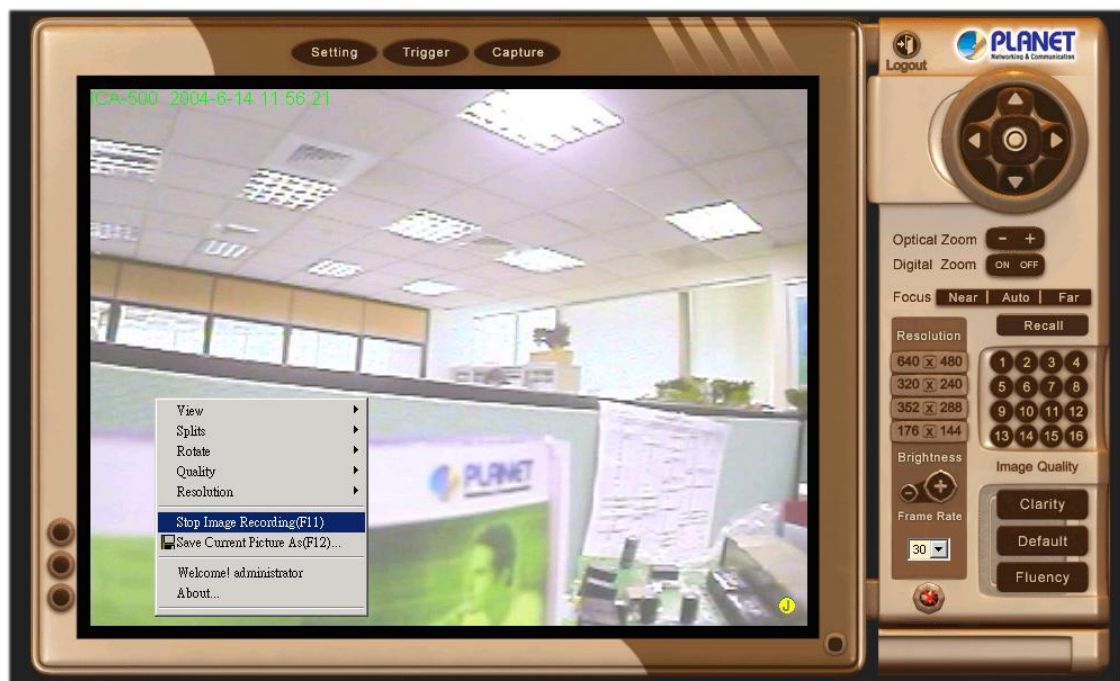 Setting Trigger Capture
Logout
PLANET
Networking & Communication
ICA-500 2004-6-14 11:56:21
Optical Zoom - +
Digital Zoom ON OFF
Focus Near | Auto | Far
Resolution
640 x 480
320 x 240
352 x 288
176 x 144
Recall
1 2 3 4
5 6 7 8
9 10 11 12
13 14 15 16
Brightness
- +
Frame Rate
30
Image Quality
Clarity
Default
Fluency
View
Splits
Rotate
Quality
Resolution
Stop Image Recording(F11)
Save Current Picture As(F12)...
Welcome! administrator
About...
PLANET
J